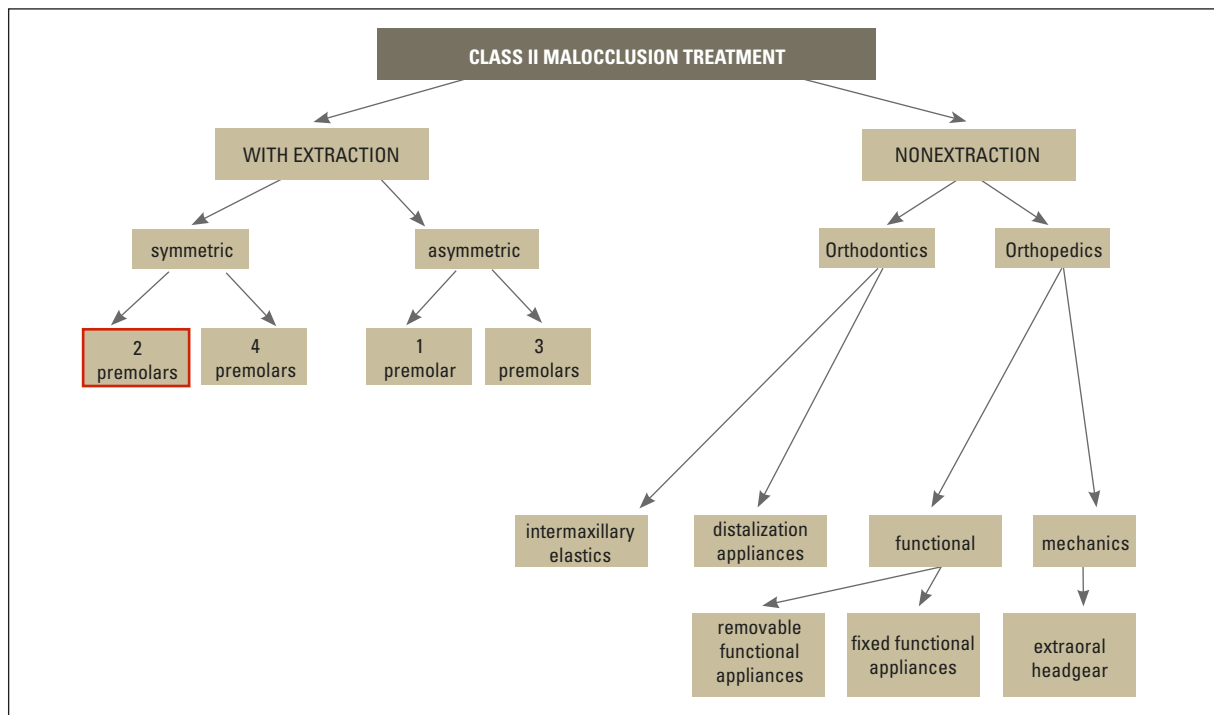 CLASS II MALOCCLUSION TREATMENT
WITH EXTRACTION
NONEXTRACTION
symmetric
asymmetric
Orthodontics
Orthopedics
2
premolars
4
premolars
1
premolar
3
premolars
intermaxillary
elastics
distalization
appliances
functional
mechanics
removable
functional
appliances
fixed functional
appliances
extraoral
headgear